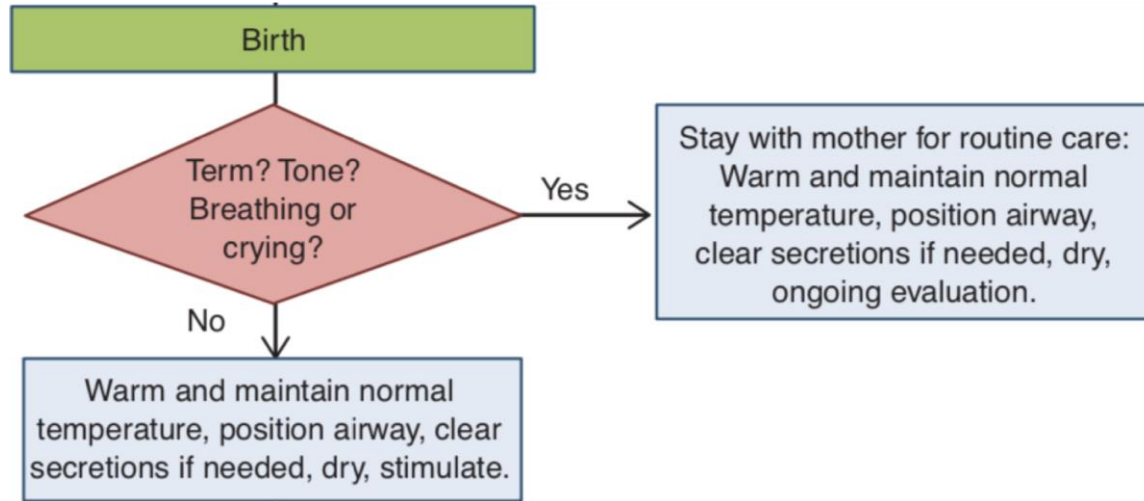 Birth
Term? Tone?
Breathing or
crying?
Yes
Stay with mother for routine care:
Warm and maintain normal
temperature, position airway,
clear secretions if needed, dry,
ongoing evaluation.
No
Warm and maintain normal
temperature, position airway, clear
secretions if needed, dry, stimulate.